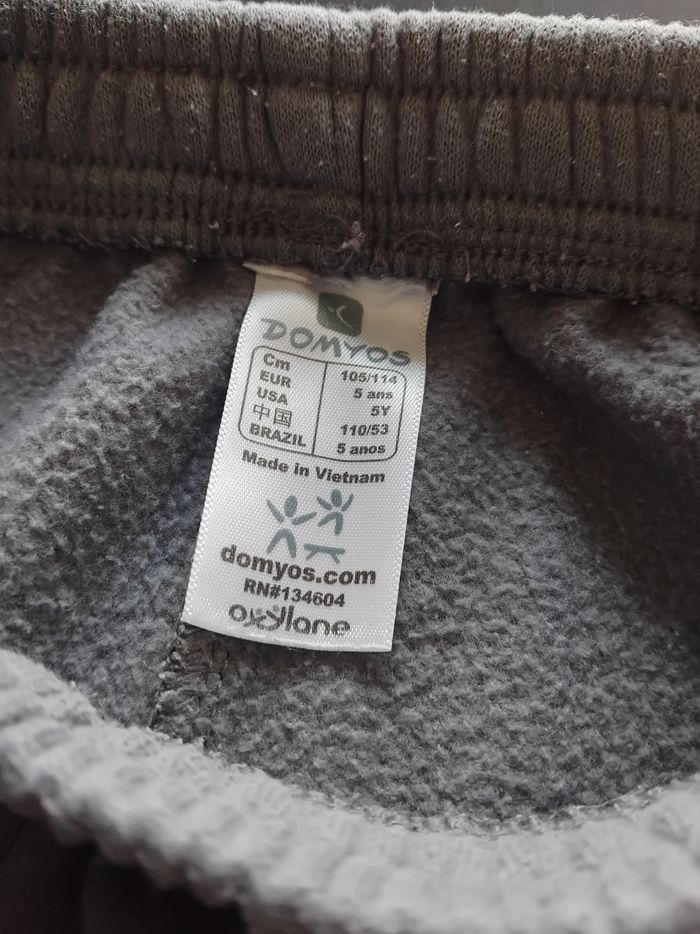 DOMYOS
Cm 105/114
EUR 5 ans
USA 5Y
中国 110/53
BRAZIL 5 anos
Made in Vietnam
domyos.com
RN#134604
oxylane